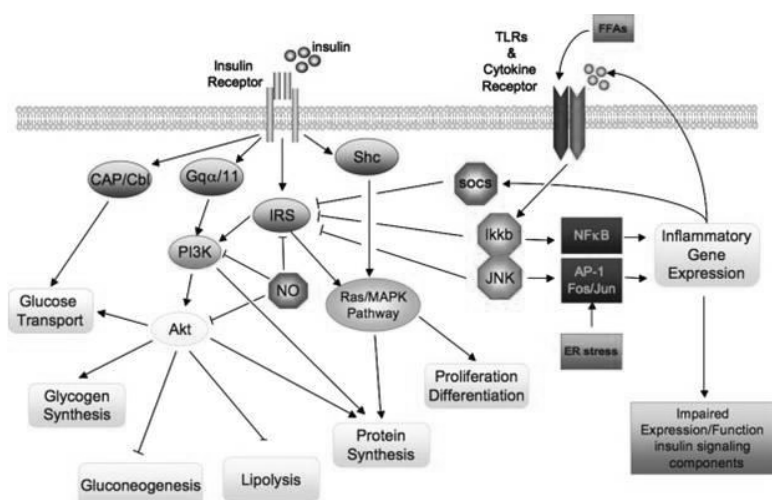 insulin
Insulin
Receptor
TLRs
&
Cytokine
Receptor
FFAs
CAP/Cbl
Gqα/11
Shc
IRS
SOCS
PI3K
NO
Ikkb
JNK
NFκB
AP-1
Fos/Jun
Inflammatory
Gene
Expression
Glucose
Transport
Akt
Ras/MAPK
Pathway
ER stress
Glycogen
Synthesis
Proliferation
Differentiation
Protein
Synthesis
Gluconeogenesis
Lipolysis
Impaired
Expression/Function
insulin signaling
components